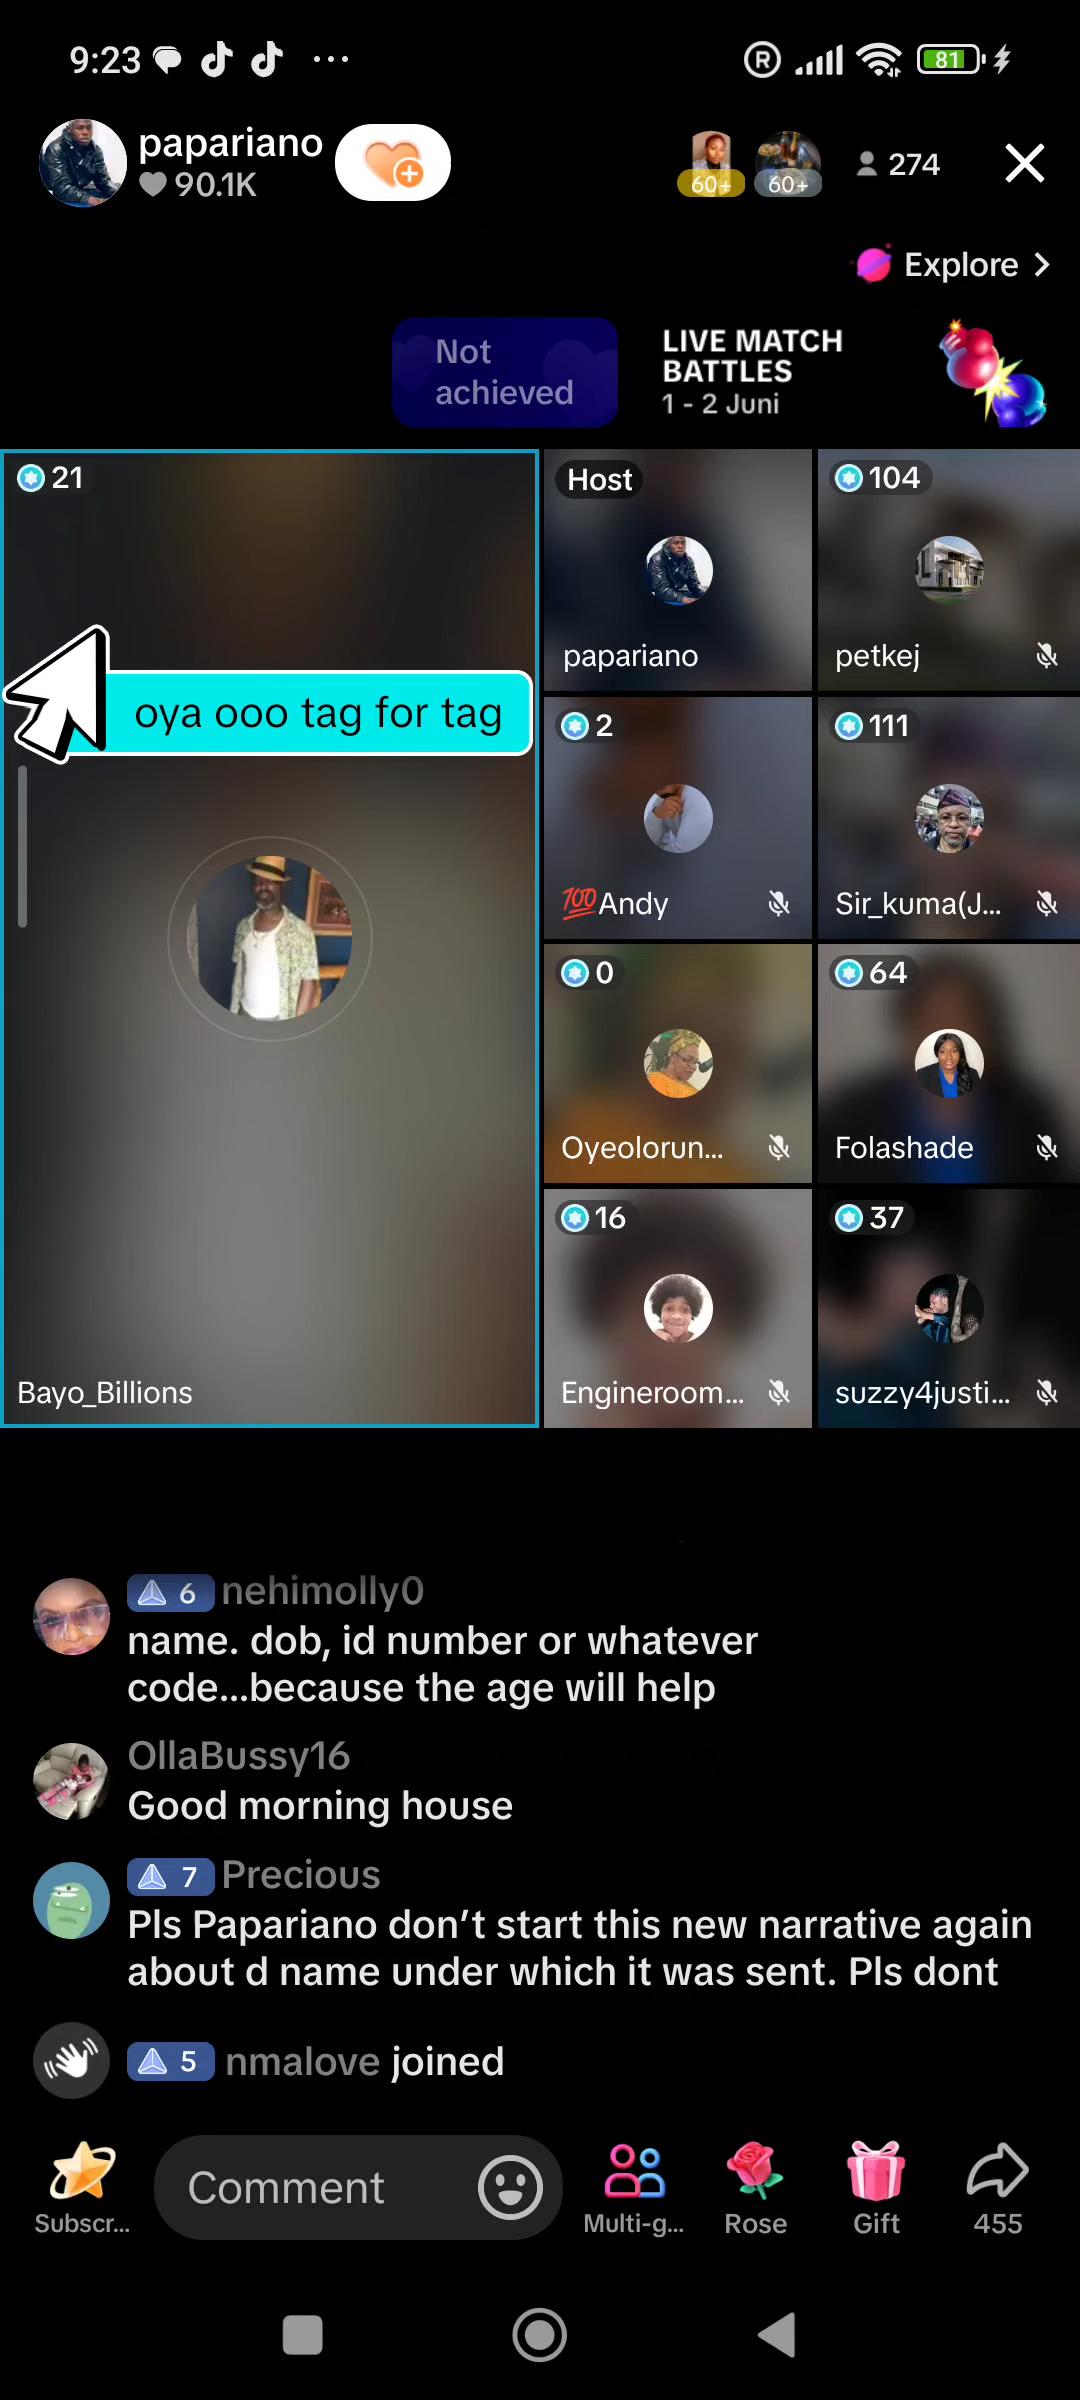 9:23
81
papariano
90.1K
60+
60+
274
Explore
Not
achieved
LIVE MATCH
BATTLES
1 - 2 Juni
21
oya ooo tag for tag
Bayo_Billions
Host
papariano
104
petkej
2
💯Andy
111
Sir_kuma(J...
0
Oyeolorun...
64
Folashade
16
Engineroom...
37
suzzy4justi...
6 nehimolly0
name. dob, id number or whatever
code...because the age will help
OllaBussy16
Good morning house
7 Precious
Pls Papariano don’t start this new narrative again
about d name under which it was sent. Pls dont
5 nmalove joined
Subscr...
Comment
Multi-g...
Rose
Gift
455